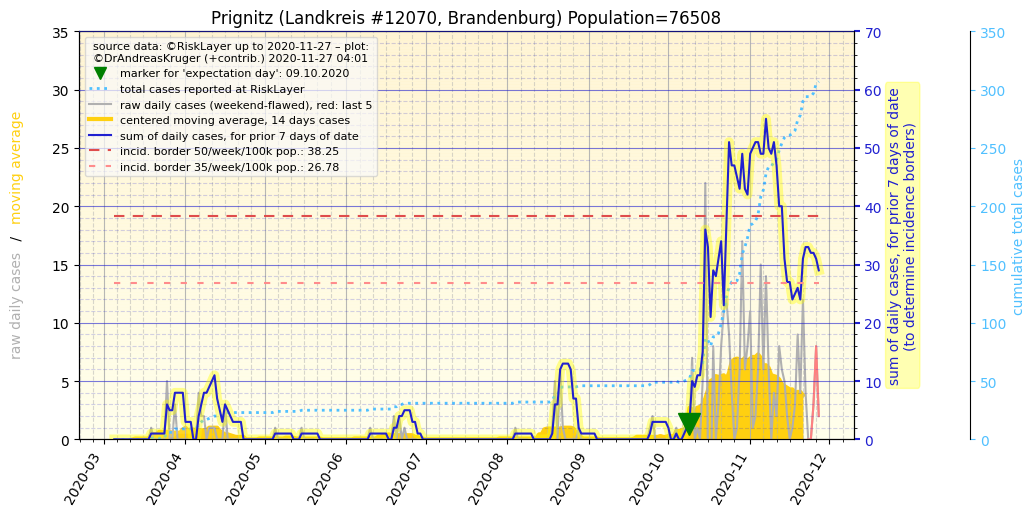 Prignitz (Landkreis #12070, Brandenburg) Population=76508
source data: ©RiskLayer up to 2020-11-27 – plot:
©DrAndreasKruger (+contrib.) 2020-11-27 04:01
marker for 'expectation day': 09.10.2020
total cases reported at RiskLayer
raw daily cases (weekend-flawed), red: last 5
centered moving average, 14 days cases
sum of daily cases, for prior 7 days of date
incid. border 50/week/100k pop.: 38.25
incid. border 35/week/100k pop.: 26.78
raw daily cases / moving average
35
30
25
20
15
10
5
0
2020-03
2020-04
2020-05
2020-06
2020-07
2020-08
2020-09
2020-10
2020-11
2020-12
70
60
50
40
30
20
10
0
sum of daily cases, for prior 7 days of date
(to determine incidence borders)
350
300
250
200
150
100
50
0
cumulative total cases